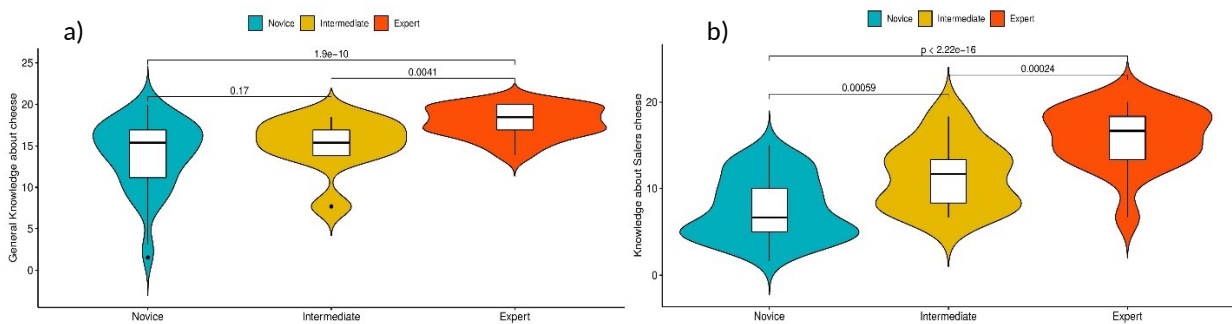 a)
Novice Intermediate Expert
General Knowledge about cheese
25
20
15
10
5
0
1.9e-10
0.0041
0.17
Novice Intermediate Expert
b)
Novice Intermediate Expert
Knowledge about Salers cheese
20
10
0
p < 2.22e-16
0.00024
0.00059
Novice Intermediate Expert